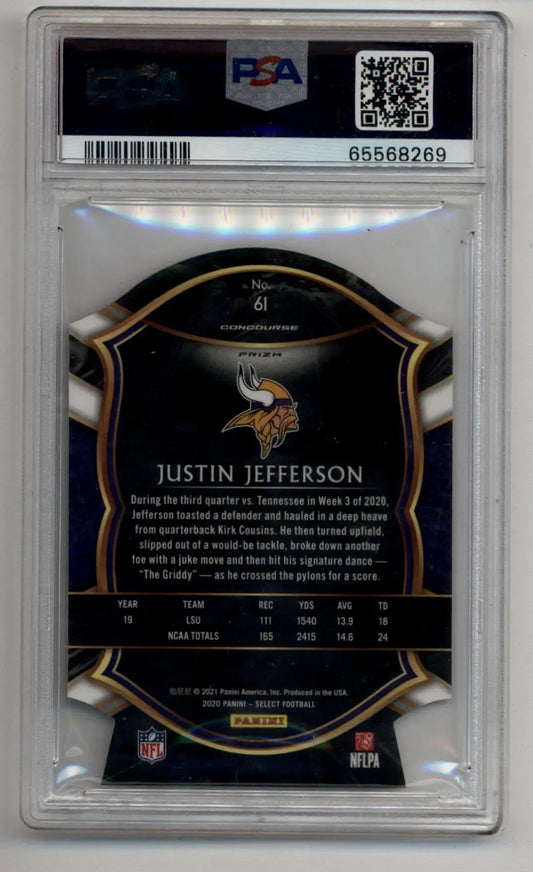 PSA
PSA
65568269
No.
61
CONCOURSE
PRIZM
JUSTIN JEFFERSON
During the third quarter vs. Tennessee in Week 3 of 2020,
Jefferson toasted a defender and hauled in a deep heave
from quarterback Kirk Cousins. He then turned upfield,
slipped out of a would-be tackle, broke down another
foe with a juke move and then hit his signature dance —
"The Griddy" — as he crossed the pylons for a score.
YEAR TEAM REC YDS AVG TD
19 LSU 111 1540 13.9 18
NCAA TOTALS 165 2415 14.6 24
© 2021 Panini America, Inc. Produced in the USA.
2020 PANINI – SELECT FOOTBALL
PANINI
NFL
NFLPA